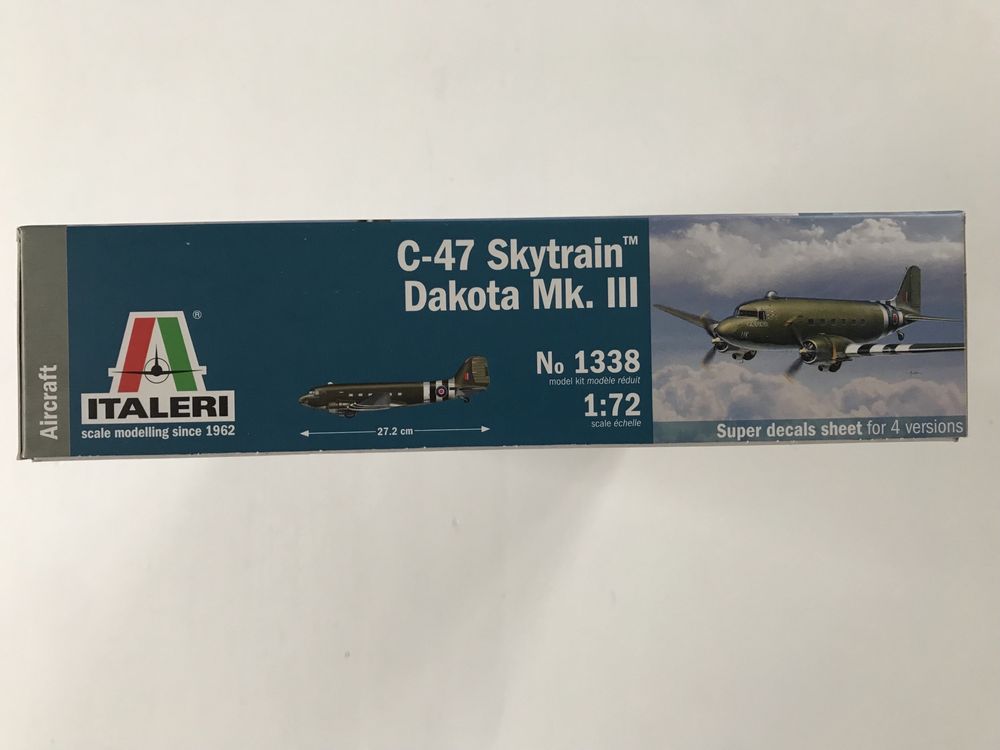 Aircraft
ITALERI®
scale modelling since 1962
27.2 cm
C-47 Skytrain™
Dakota Mk. III
No 1338
model kit modèle réduit
1:72
scale échelle
Super decals sheet for 4 versions